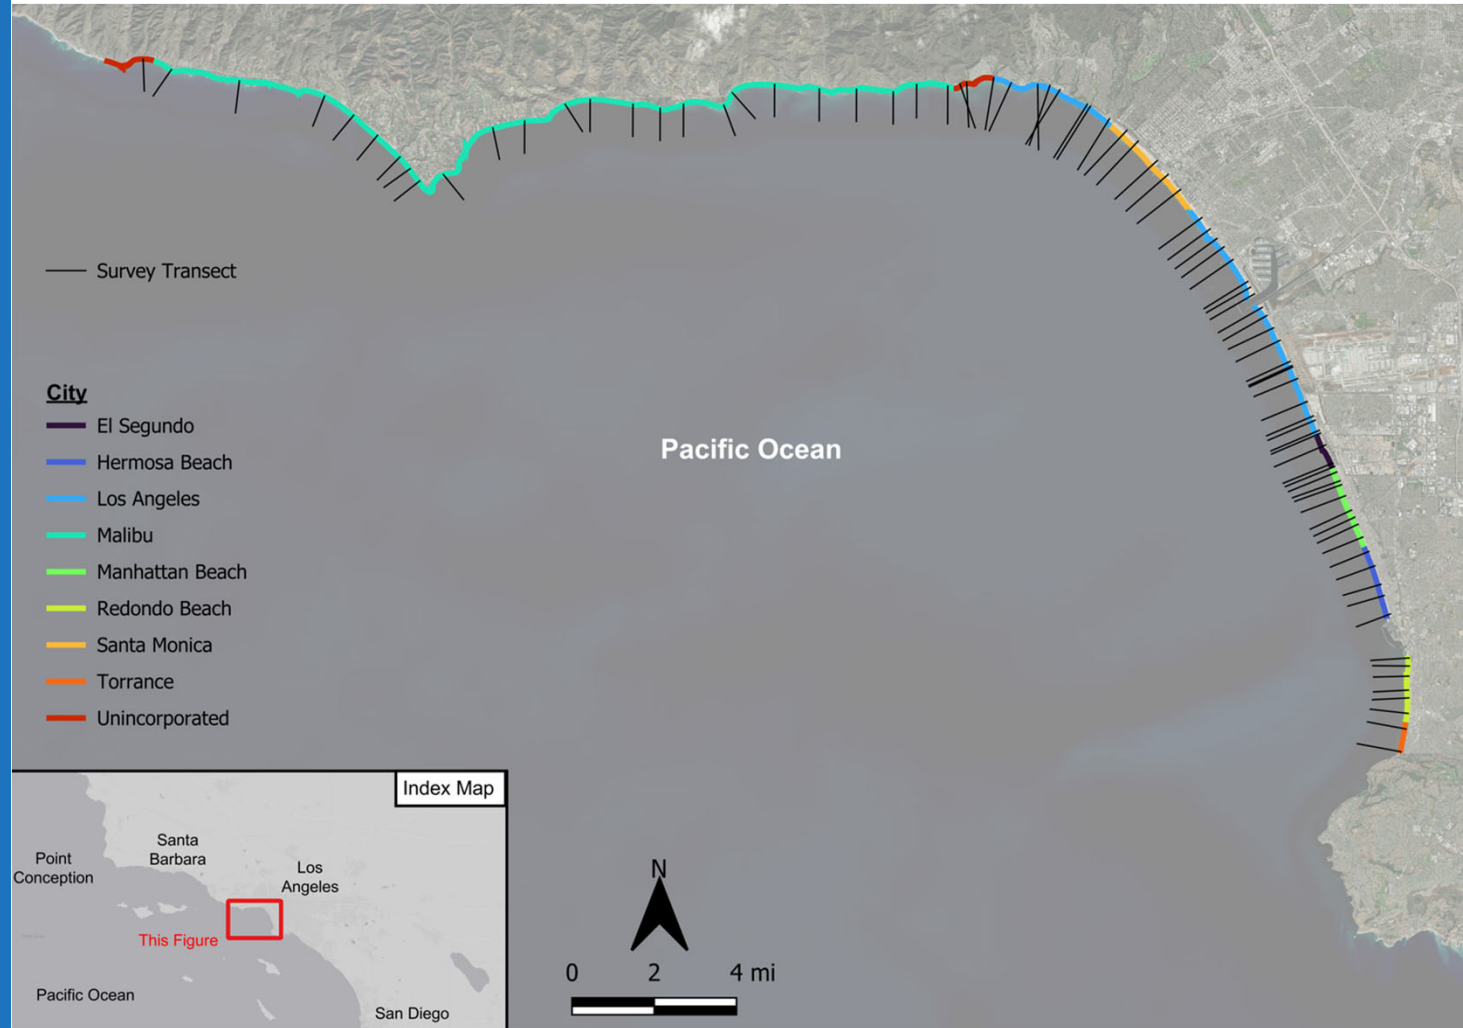 Survey Transect
City
El Segundo
Hermosa Beach
Los Angeles
Malibu
Manhattan Beach
Redondo Beach
Santa Monica
Torrance
Unincorporated
Pacific Ocean
Index Map
Santa
Barbara
Point
Conception
Los
Angeles
This Figure
Pacific Ocean
San Diego
N
0 2 4 mi